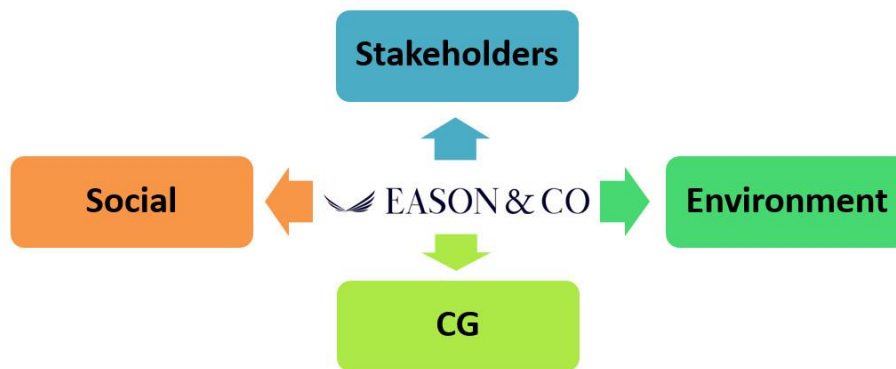 Stakeholders
Social
EASON & CO
Environment
CG